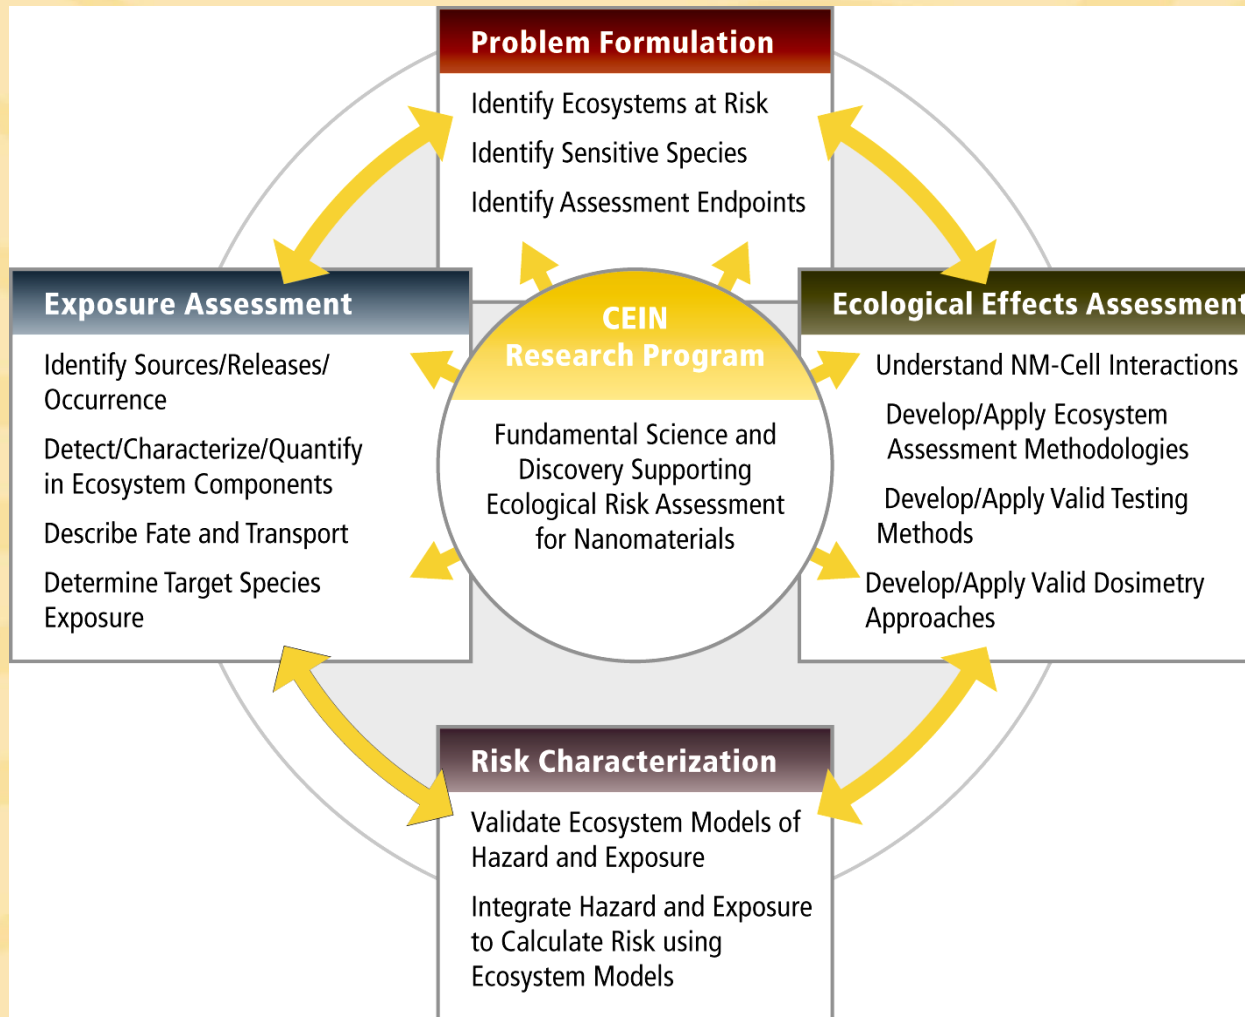 Problem Formulation
Identify Ecosystems at Risk
Identify Sensitive Species
Identify Assessment Endpoints
Exposure Assessment
Identify Sources/Releases/
Occurrence
Detect/Characterize/Quantify
in Ecosystem Components
Describe Fate and Transport
Determine Target Species
Exposure
CEIN
Research Program
Fundamental Science and
Discovery Supporting
Ecological Risk Assessment
for Nanomaterials
Ecological Effects Assessment
Understand NM-Cell Interactions
Develop/Apply Ecosystem
Assessment Methodologies
Develop/Apply Valid Testing
Methods
Develop/Apply Valid Dosimetry
Approaches
Risk Characterization
Validate Ecosystem Models of
Hazard and Exposure
Integrate Hazard and Exposure
to Calculate Risk using
Ecosystem Models